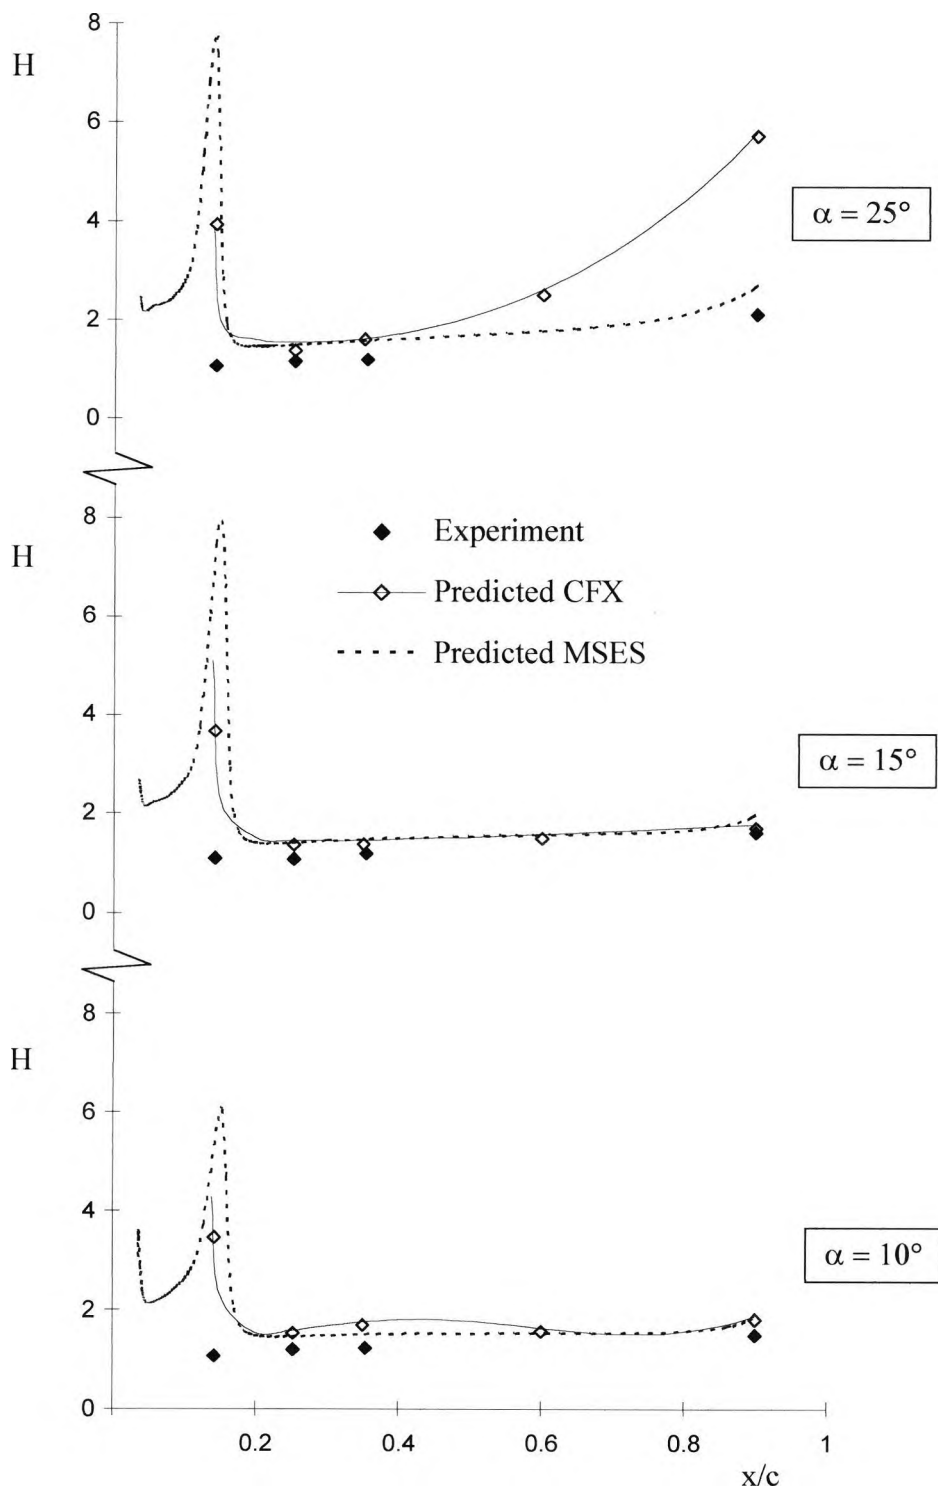 8
H
6
α = 25°
4
2
0
8
Experiment
H
Predicted CFX
6
Predicted MSES
4
α = 15°
2
0
8
H
6
4
α = 10°
2
0
0.2 0.4 0.6 0.8 1
x/c